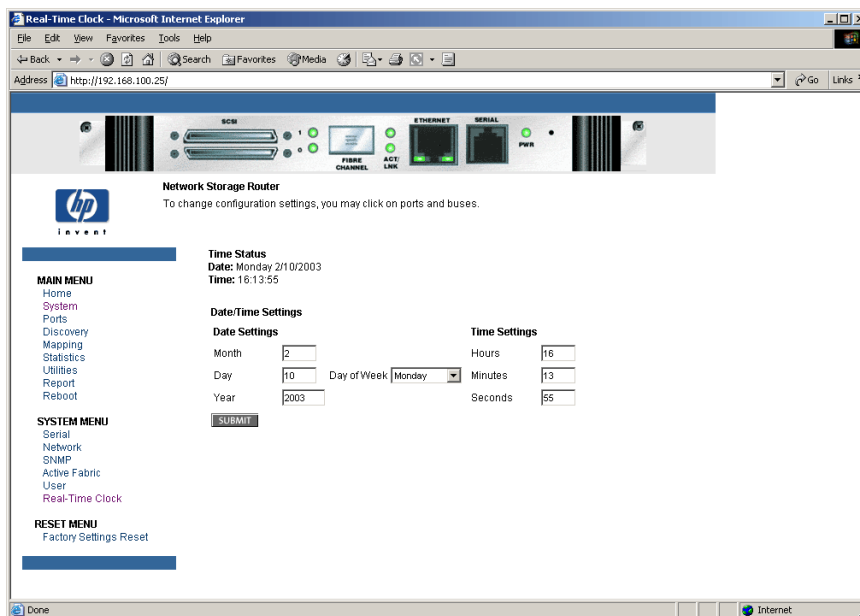 Real-Time Clock - Microsoft Internet Explorer
File Edit View Favorites Tools Help
Back Search Favorites Media
Address http://192.168.100.25/ Go Links
SCSI ETHERNET SERIAL
1
0
PWR
FIBRE CHANNEL ACT/ LNK
hp
invent
Network Storage Router
To change configuration settings, you may click on ports and buses.
Time Status
Date: Monday 2/10/2003
Time: 16:13:55
MAIN MENU
Home
System
Ports
Discovery
Mapping
Statistics
Utilities
Report
Reboot
SYSTEM MENU
Serial
Network
SNMP
Active Fabric
User
Real-Time Clock
RESET MENU
Factory Settings Reset
Date/Time Settings
Date Settings Time Settings
Month 2 Hours 16
Day 10 Day of Week Monday Minutes 13
Year 2003 Seconds 55
SUBMIT
Done Internet